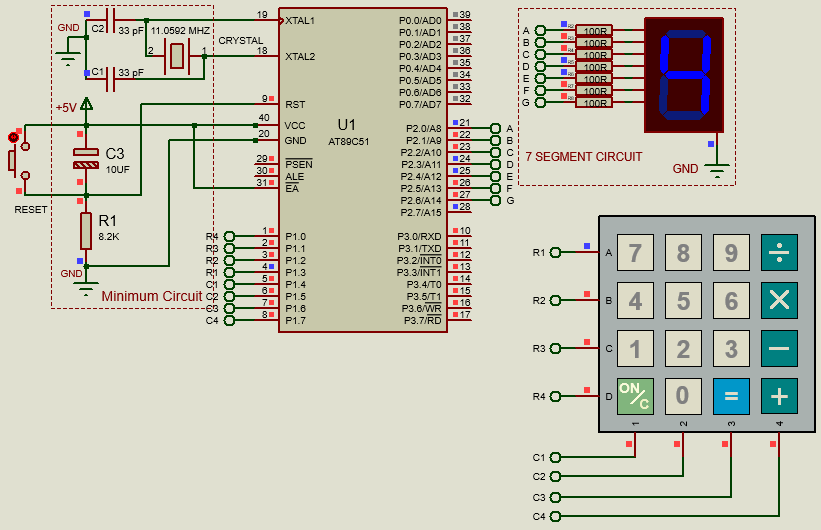 GND
C2
33 pF
11.0592 MHZ
2
1
CRYSTAL
C1
33 pF
+5V
C3
10UF
RESET
R1
8.2K
GND
Minimum Circuit
19 XTAL1
18 XTAL2
9 RST
40 VCC
20 GND
29 PSEN
30 ALE
31 EA
R4 1 P1.0
R3 2 P1.1
R2 3 P1.2
R1 4 P1.3
C1 5 P1.4
C2 6 P1.5
C3 7 P1.6
C4 8 P1.7
U1
AT89C51
P0.0/AD0 39
P0.1/AD1 38
P0.2/AD2 37
P0.3/AD3 36
P0.4/AD4 35
P0.5/AD5 34
P0.6/AD6 33
P0.7/AD7 32
P2.0/A8 21 A
P2.1/A9 22 B
P2.2/A10 23 C
P2.3/A11 24 D
P2.4/A12 25 E
P2.5/A13 26 F
P2.6/A14 27 G
P2.7/A15 28
P3.0/RXD 10
P3.1/TXD 11
P3.2/INT0 12
P3.3/INT1 13
P3.4/T0 14
P3.5/T1 15
P3.6/WR 16
P3.7/RD 17
A 100R
B 100R
C 100R
D 100R
E 100R
F 100R
G 100R
7 SEGMENT CIRCUIT
GND
R1 A 7 8 9 ÷
R2 B 4 5 6 ×
R3 C 1 2 3 −
R4 D ON/C 0 = +
1 2 3 4
C1
C2
C3
C4